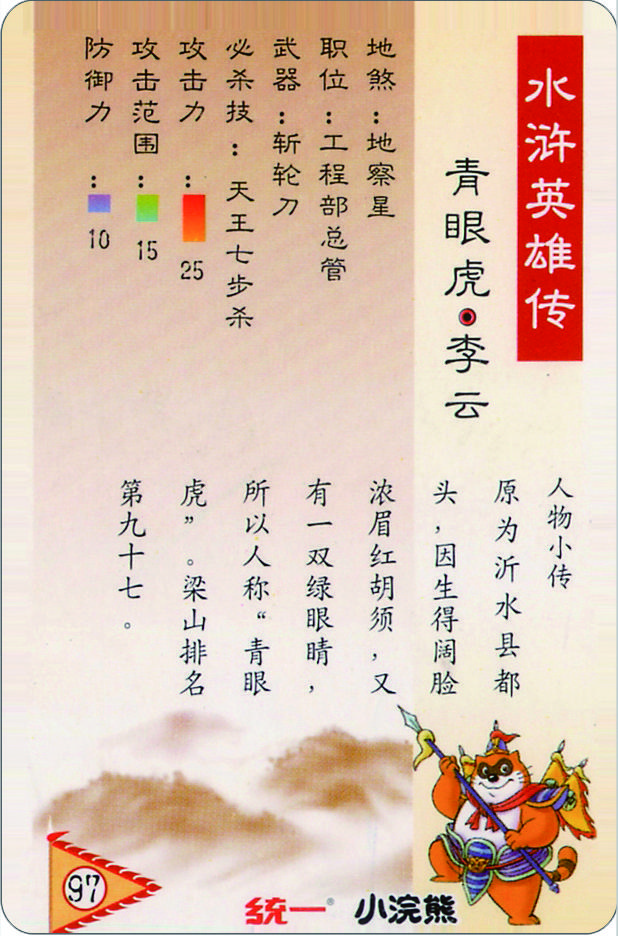 水浒英雄传
青眼虎·李云
地煞：地察星
职位：工程部总管
武器：斩轮刀
必杀技：天王七步杀
攻击力：25
攻击范围：15
防御力：10
人物小传
原为沂水县都
头，因生得阔脸
浓眉红胡须，又
有一双绿眼睛，
所以人称“青眼
虎”。梁山排名
第九十七。
97
统一® 小浣熊